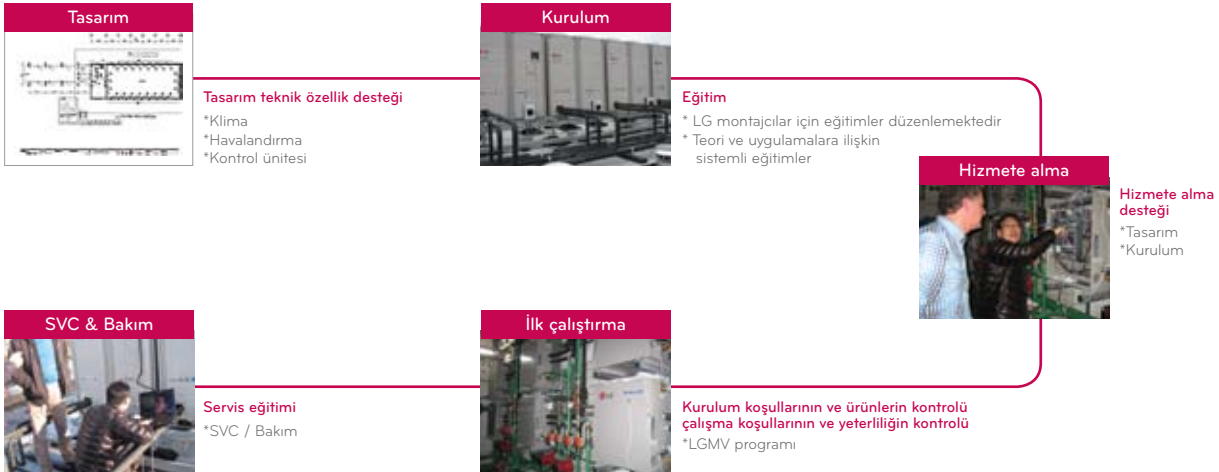 Tasarım
Tasarım teknik özellik desteği
*Klima
*Havalandırma
*Kontrol ünitesi
Kurulum
Eğitim
* LG montajcılar için eğitimler düzenlemektedir
* Teori ve uygulamalara ilişkin
sistemli eğitimler
Hizmete alma
Hizmete alma
desteği
*Tasarım
*Kurulum
İlk çalıştırma
Kurulum koşullarının ve ürünlerin kontrolü
çalışma koşullarının ve yeterliliğin kontrolü
*LGMV programı
SVC & Bakım
Servis eğitimi
*SVC / Bakım